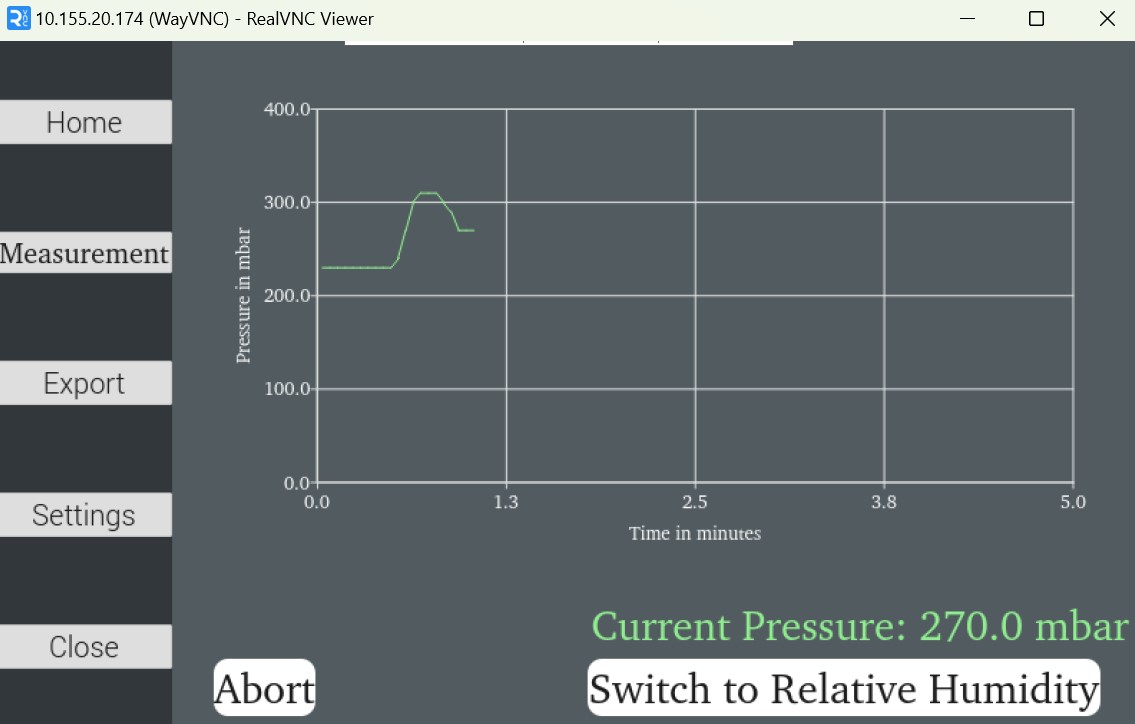 10.155.20.174 (WayVNC) - RealVNC Viewer
Home
Measurement
Export
Settings
Close
400.0
300.0
200.0
100.0
0.0
Pressure in mbar
0.0 1.3 2.5 3.8 5.0
Time in minutes
Current Pressure: 270.0 mbar
Abort
Switch to Relative Humidity